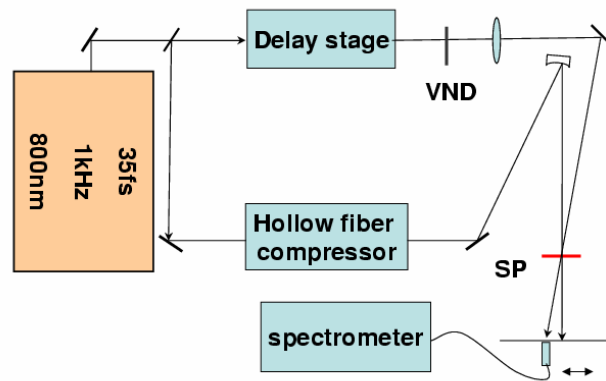 Delay stage
VND
35fs
1kHz
800nm
Hollow fiber
compressor
SP
spectrometer